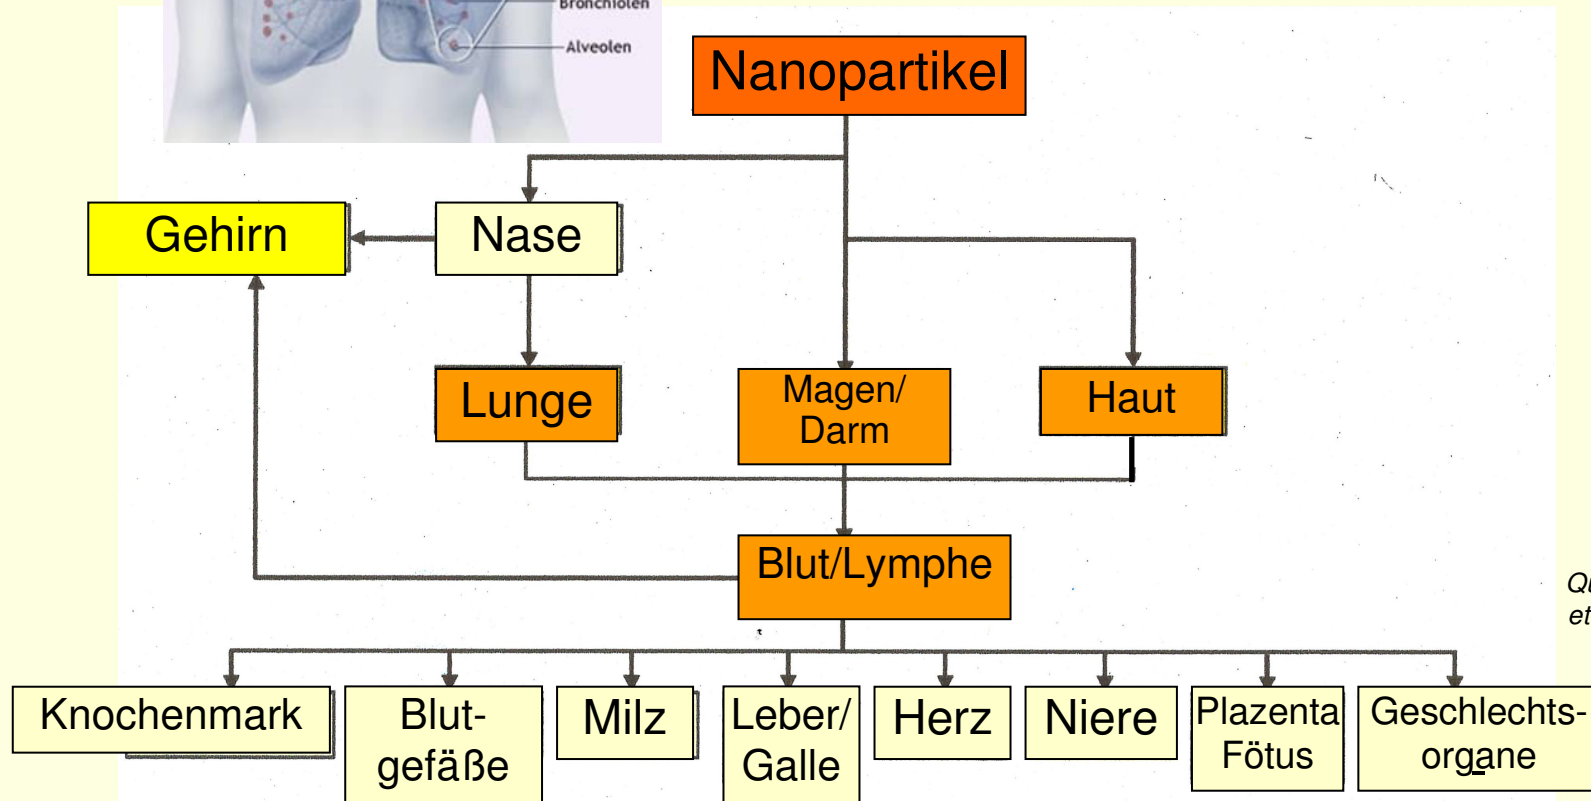 Bronchiolen
Alveolen
Nanopartikel
Gehirn
Nase
Lunge
Magen/
Darm
Haut
Blut/Lymphe
et
Knochenmark
Blut-
gefäße
Milz
Leber/
Galle
Herz
Niere
Plazenta
Fötus
Geschlechts-
organe